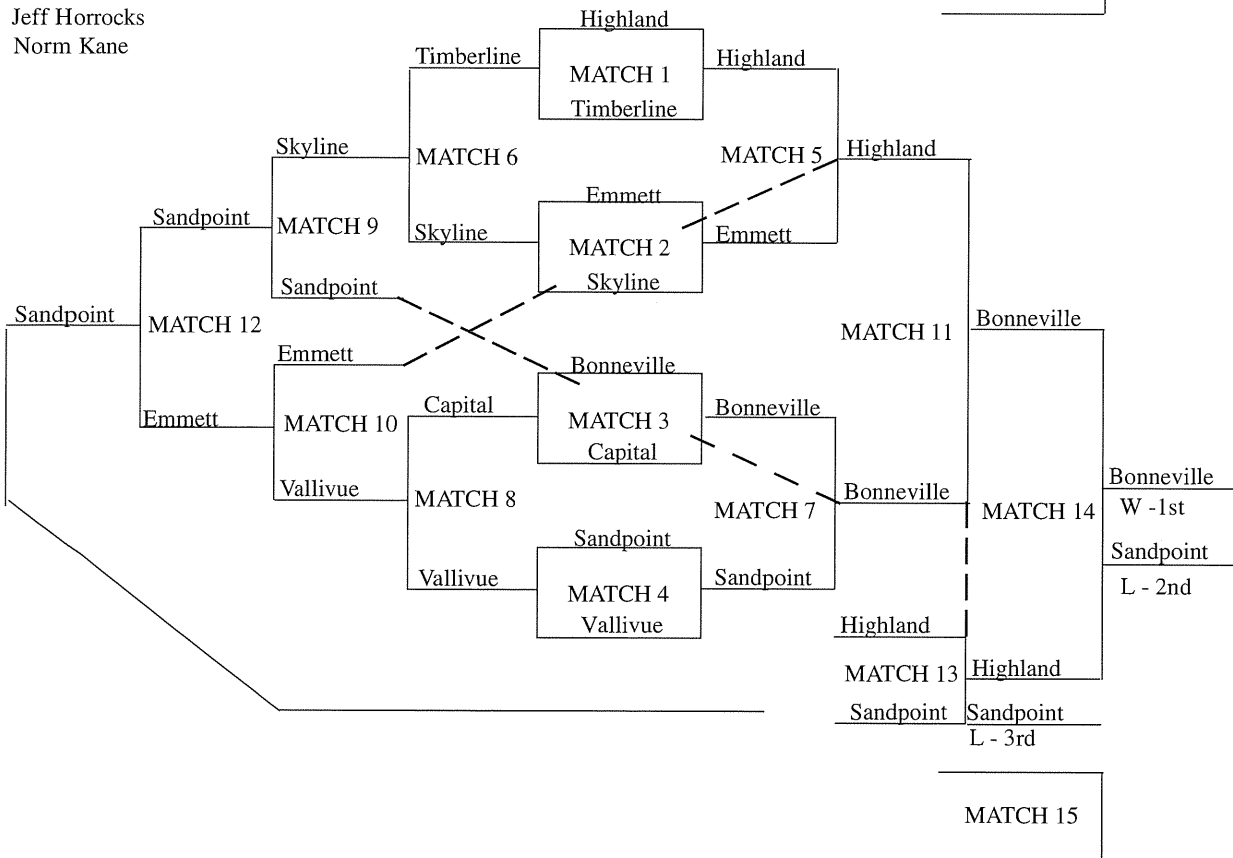 Jeff Horrocks
Norm Kane
Highland
Timberline
MATCH 1
Highland
Timberline
Skyline
MATCH 6
MATCH 5
Highland
Emmett
Sandpoint
MATCH 9
Skyline
MATCH 2
Emmett
Skyline
Sandpoint
Sandpoint
MATCH 12
MATCH 11
Bonneville
Emmett
Bonneville
Emmett
MATCH 10
Capital
MATCH 3
Bonneville
Capital
Vallivue
MATCH 8
MATCH 7
Bonneville
MATCH 14
Bonneville
W -1st
Sandpoint
L - 2nd
Sandpoint
Vallivue
MATCH 4
Sandpoint
Vallivue
Highland
MATCH 13
Highland
Sandpoint
Sandpoint
L - 3rd
MATCH 15